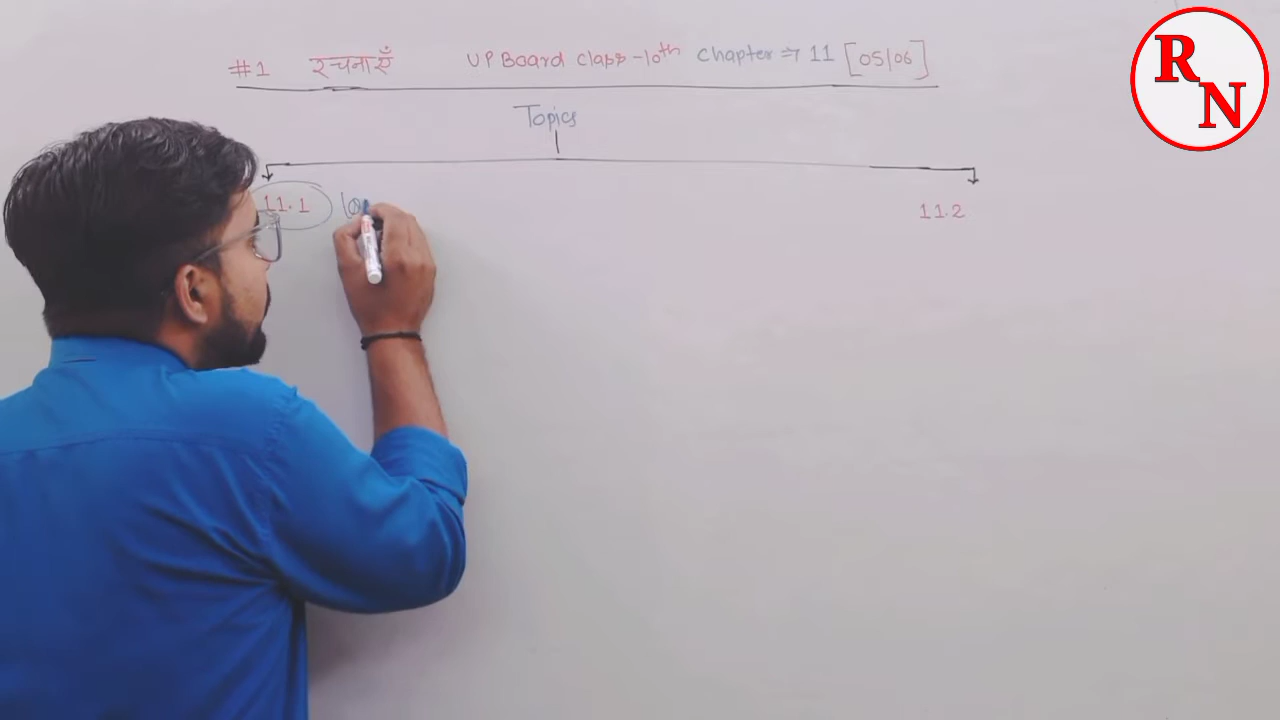 #1 रचनाएँ UP Board Class-10th Chapter ⇒ 11 [05/06]
Topics
11.1
11.2
R
N